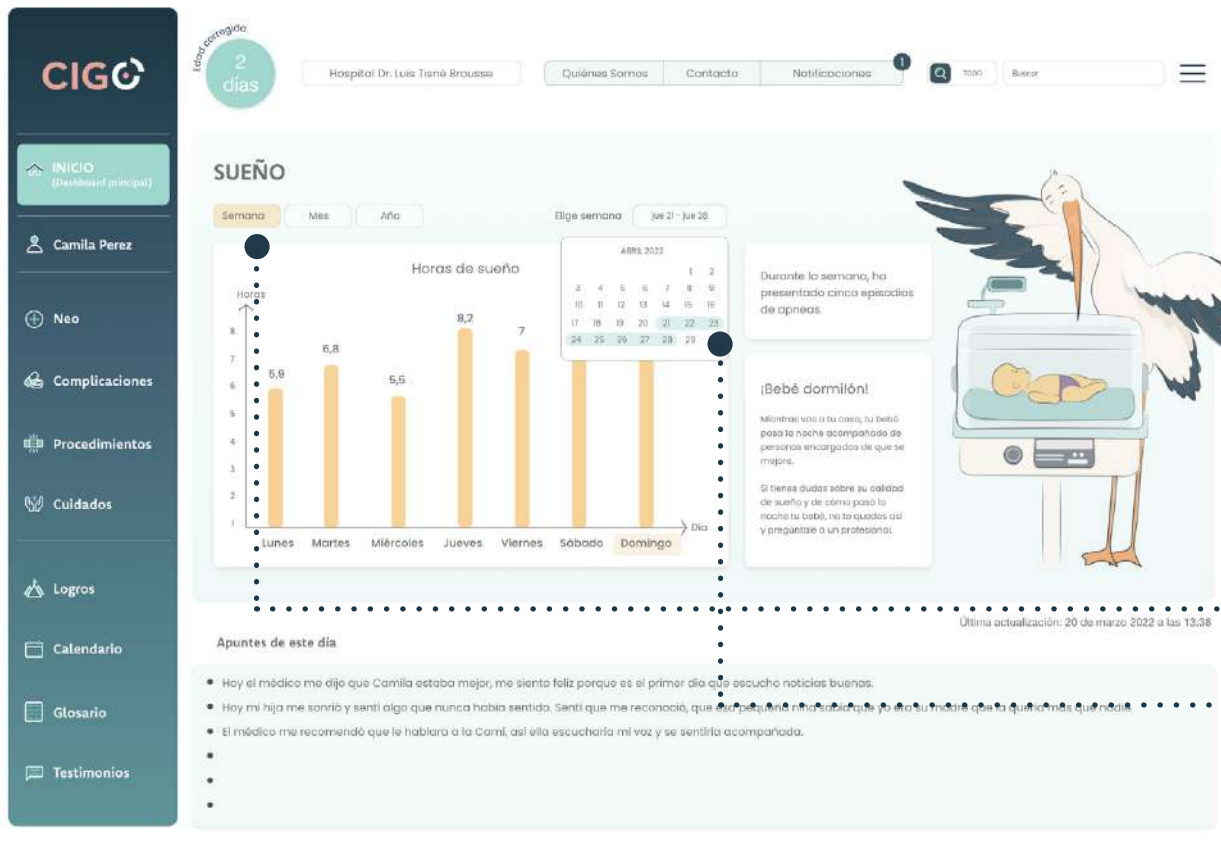 CIGO
Edad corregida:
2
días
Hospital Dr. Luis Tisné Brousse
Quiénes Somos
Contacto
Notificaciones
1
TODO
Buscar
INICIO
(Dashboard principal)
Camila Perez
Neo
Complicaciones
Procedimientos
Cuidados
Logros
Calendario
Glosario
Testimonios
SUEÑO
Semana
Mes
Año
Elige semana
jue 21 - jue 28
ABRIL 2022
1 2
3 4 5 6 7 8 9
10 11 12 13 14 15 16
17 18 19 20 21 22 23
24 25 26 27 28 29
Horas de sueño
Horas
8
7
6
5
4
3
2
1
5,9
6,8
5,5
8,2
7
Día
Lunes
Martes
Miércoles
Jueves
Viernes
Sábado
Domingo
Durante la semana, ha
presentado cinco episodios
de apneas.
¡Bebé dormilón!
Mientras vas a tu casa, tu bebé
pasa la noche acompañado de
personas encargadas de que se
mejore.
Si tienes dudas sobre su calidad
de sueño y de cómo pasó la
noche tu bebé, no te quedes así
y pregúntale a un profesional.
Última actualización: 20 de marzo 2022 a las 13:38
Apuntes de este día
Hoy el médico me dijo que Camila estaba mejor, me siento feliz porque es el primer día que escucho noticias buenas.
Hoy mi hija me sonrió y sentí algo que nunca había sentido. Sentí que me reconoció, que esa pequeña niña sabía que yo era su madre que la quería más que nadie.
El médico me recomendó que le hablara a la Cami, así ella escucharía mi voz y se sentiría acompañada.